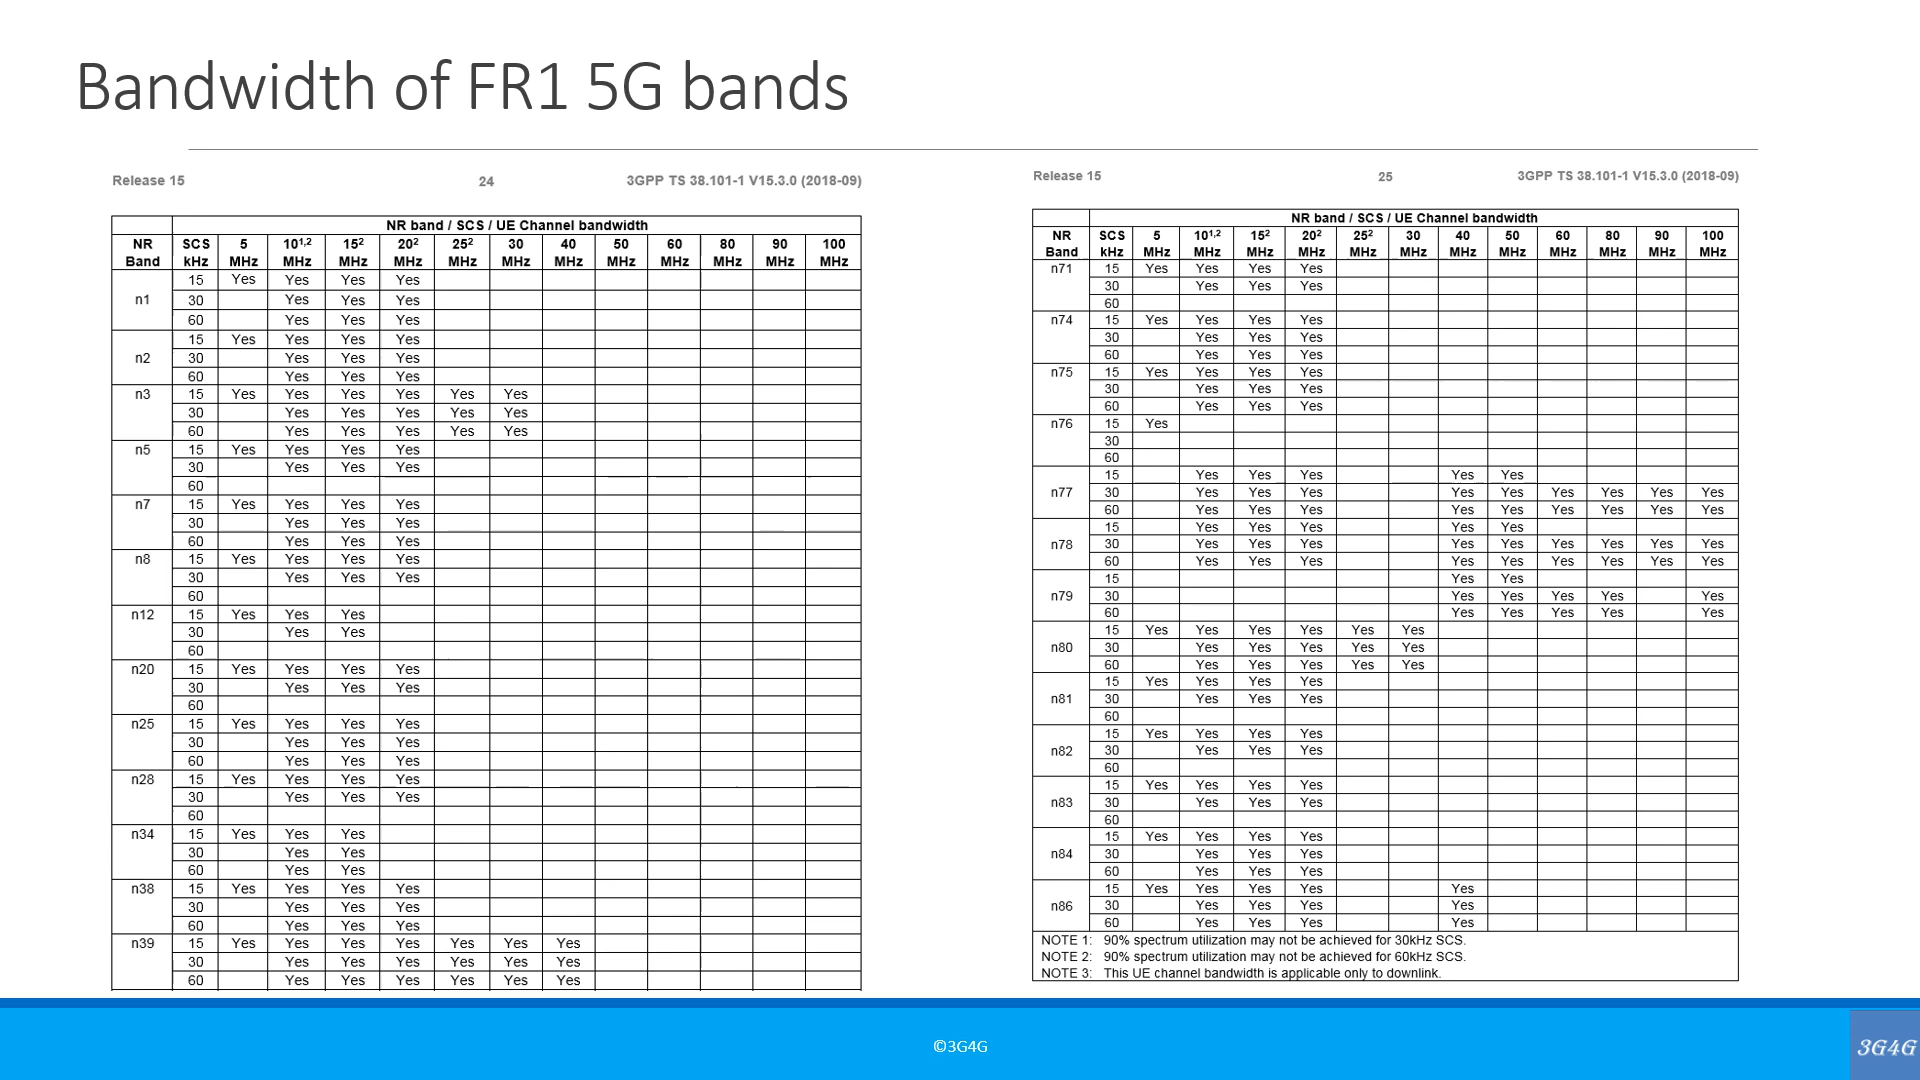 Bandwidth of FR1 5G bands
Release 15 24 3GPP TS 38.101-1 V15.3.0 (2018-09)
NR band / SCS / UE Channel bandwidth
NR Band SCS kHz 5 MHz 10¹,² MHz 15² MHz 20² MHz 25² MHz 30 MHz 40 MHz 50 MHz 60 MHz 80 MHz 90 MHz 100 MHz
n1 15 Yes Yes Yes Yes
30 Yes Yes Yes
60 Yes Yes Yes
n2 15 Yes Yes Yes Yes
30 Yes Yes Yes
60 Yes Yes Yes
n3 15 Yes Yes Yes Yes Yes Yes
30 Yes Yes Yes Yes Yes
60 Yes Yes Yes Yes Yes
n5 15 Yes Yes Yes Yes
30 Yes Yes Yes
60
n7 15 Yes Yes Yes Yes
30 Yes Yes Yes
60 Yes Yes Yes
n8 15 Yes Yes Yes Yes
30 Yes Yes Yes
60
n12 15 Yes Yes Yes
30 Yes Yes
60
n20 15 Yes Yes Yes Yes
30 Yes Yes Yes
60
n25 15 Yes Yes Yes Yes
30 Yes Yes Yes
60 Yes Yes Yes
n28 15 Yes Yes Yes Yes
30 Yes Yes Yes
60
n34 15 Yes Yes Yes
30 Yes Yes
60 Yes Yes
n38 15 Yes Yes Yes Yes
30 Yes Yes Yes
60 Yes Yes Yes
n39 15 Yes Yes Yes Yes Yes Yes Yes
30 Yes Yes Yes Yes Yes Yes
60 Yes Yes Yes Yes Yes Yes
Release 15 25 3GPP TS 38.101-1 V15.3.0 (2018-09)
NR band / SCS / UE Channel bandwidth
NR Band SCS kHz 5 MHz 10¹,² MHz 15² MHz 20² MHz 25² MHz 30 MHz 40 MHz 50 MHz 60 MHz 80 MHz 90 MHz 100 MHz
n71 15 Yes Yes Yes Yes
30 Yes Yes Yes
60
n74 15 Yes Yes Yes Yes
30 Yes Yes Yes
60 Yes Yes Yes
n75 15 Yes Yes Yes Yes
30 Yes Yes Yes
60 Yes Yes Yes
n76 15 Yes
30
60
n77 15 Yes Yes Yes Yes Yes
30 Yes Yes Yes Yes Yes Yes Yes Yes Yes
60 Yes Yes Yes Yes Yes Yes Yes Yes Yes
n78 15 Yes Yes Yes Yes Yes
30 Yes Yes Yes Yes Yes Yes Yes Yes Yes
60 Yes Yes Yes Yes Yes Yes Yes Yes Yes
n79 15 Yes Yes
30 Yes Yes Yes Yes Yes
60 Yes Yes Yes Yes Yes
n80 15 Yes Yes Yes Yes Yes Yes
30 Yes Yes Yes Yes Yes
60 Yes Yes Yes Yes Yes
n81 15 Yes Yes Yes Yes
30 Yes Yes Yes
60
n82 15 Yes Yes Yes Yes
30 Yes Yes Yes
60
n83 15 Yes Yes Yes Yes
30 Yes Yes Yes
60
n84 15 Yes Yes Yes Yes
30 Yes Yes Yes
60 Yes Yes Yes
n86 15 Yes Yes Yes Yes Yes
30 Yes Yes Yes Yes
60 Yes Yes Yes Yes
NOTE 1: 90% spectrum utilization may not be achieved for 30kHz SCS.
NOTE 2: 90% spectrum utilization may not be achieved for 60kHz SCS.
NOTE 3: This UE channel bandwidth is applicable only to downlink.
©3G4G
3G4G